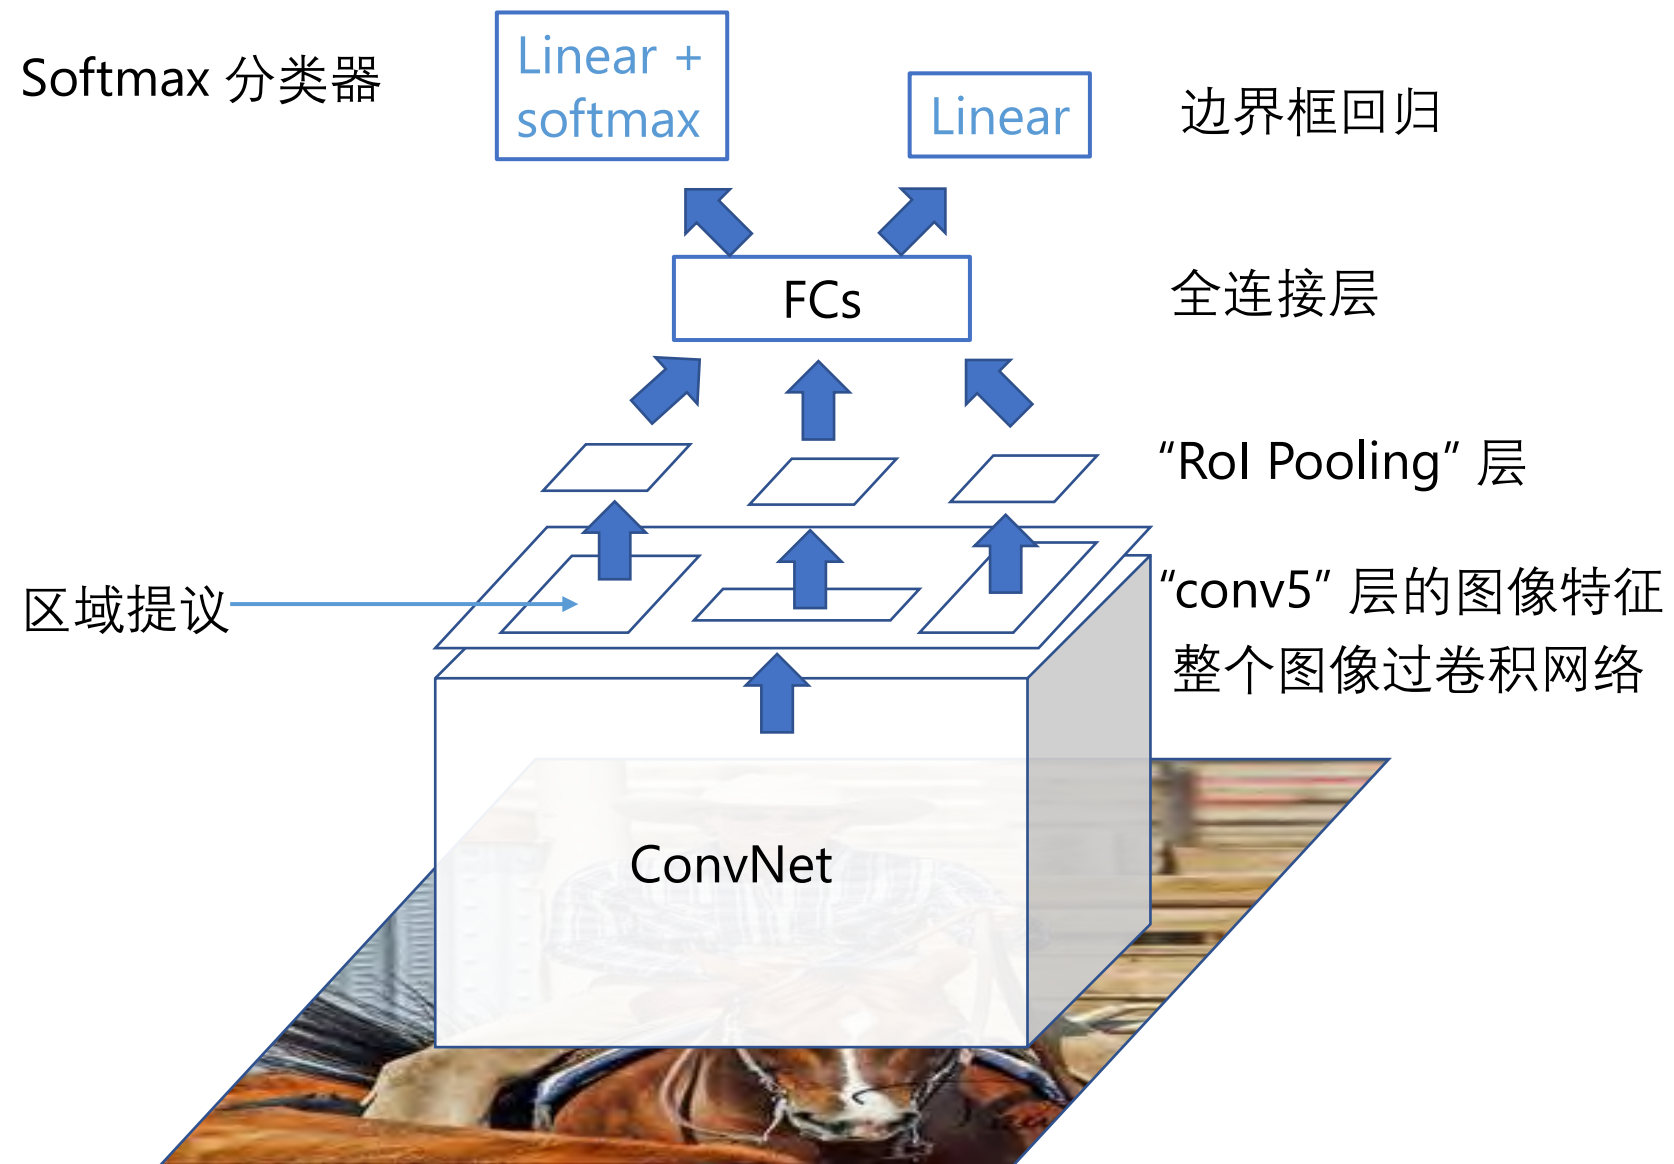 Softmax 分类器
Linear +
softmax
Linear
边界框回归
FCs
全连接层
“RoI Pooling” 层
区域提议
“conv5” 层的图像特征
整个图像过卷积网络
ConvNet